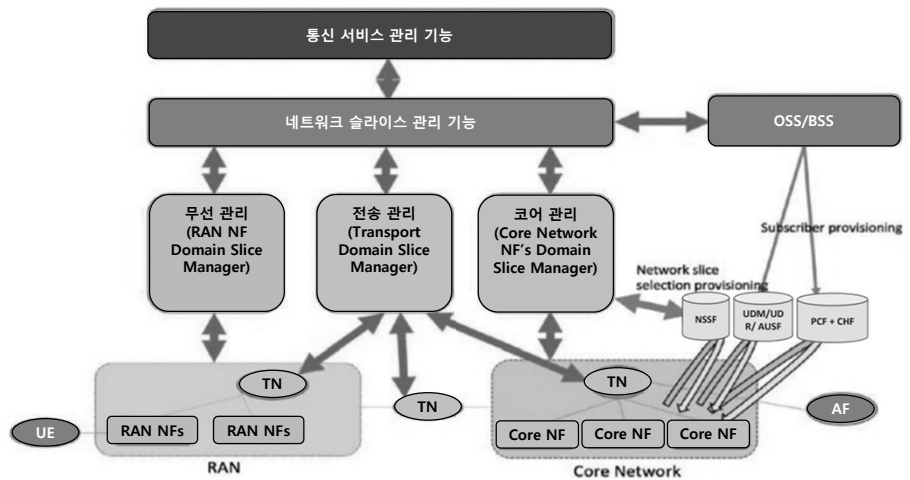 통신 서비스 관리 기능
네트워크 슬라이스 관리 기능
OSS/BSS
무선 관리
(RAN NF
Domain Slice
Manager)
전송 관리
(Transport
Domain Slice
Manager)
코어 관리
(Core Network
NF's Domain
Slice Manager)
Subscriber provisioning
Network slice
selection provisioning
NSSF
UDM/UD
R/ AUSF
PCF + CHF
TN
TN
TN
UE
RAN NFs
RAN NFs
Core NF
Core NF
Core NF
AF
RAN
Core Network